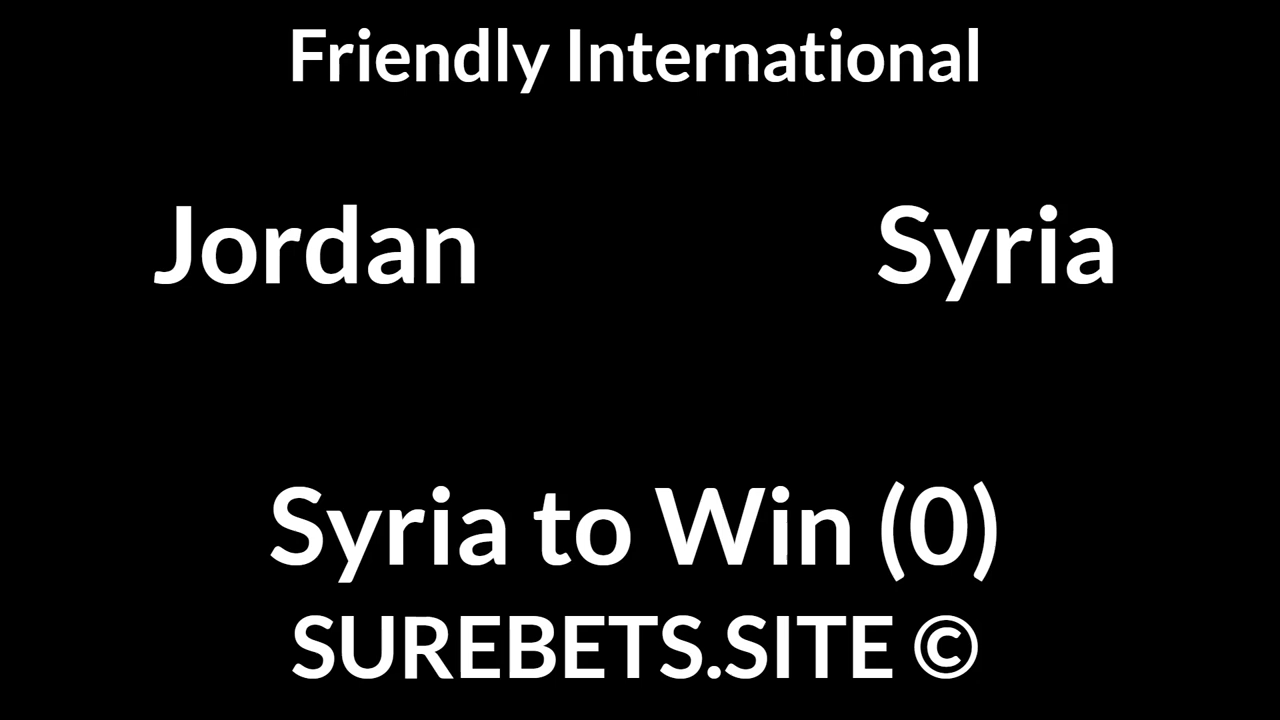 Friendly International
Jordan Syria
Syria to Win (0)
SUREBETS.SITE ©